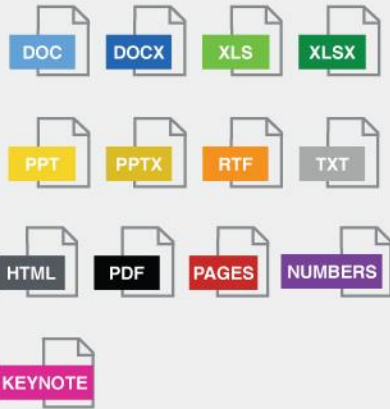 DOC DOCX XLS XLSX
PPT PPTX RTF TXT
HTML PDF PAGES NUMBERS
KEYNOTE